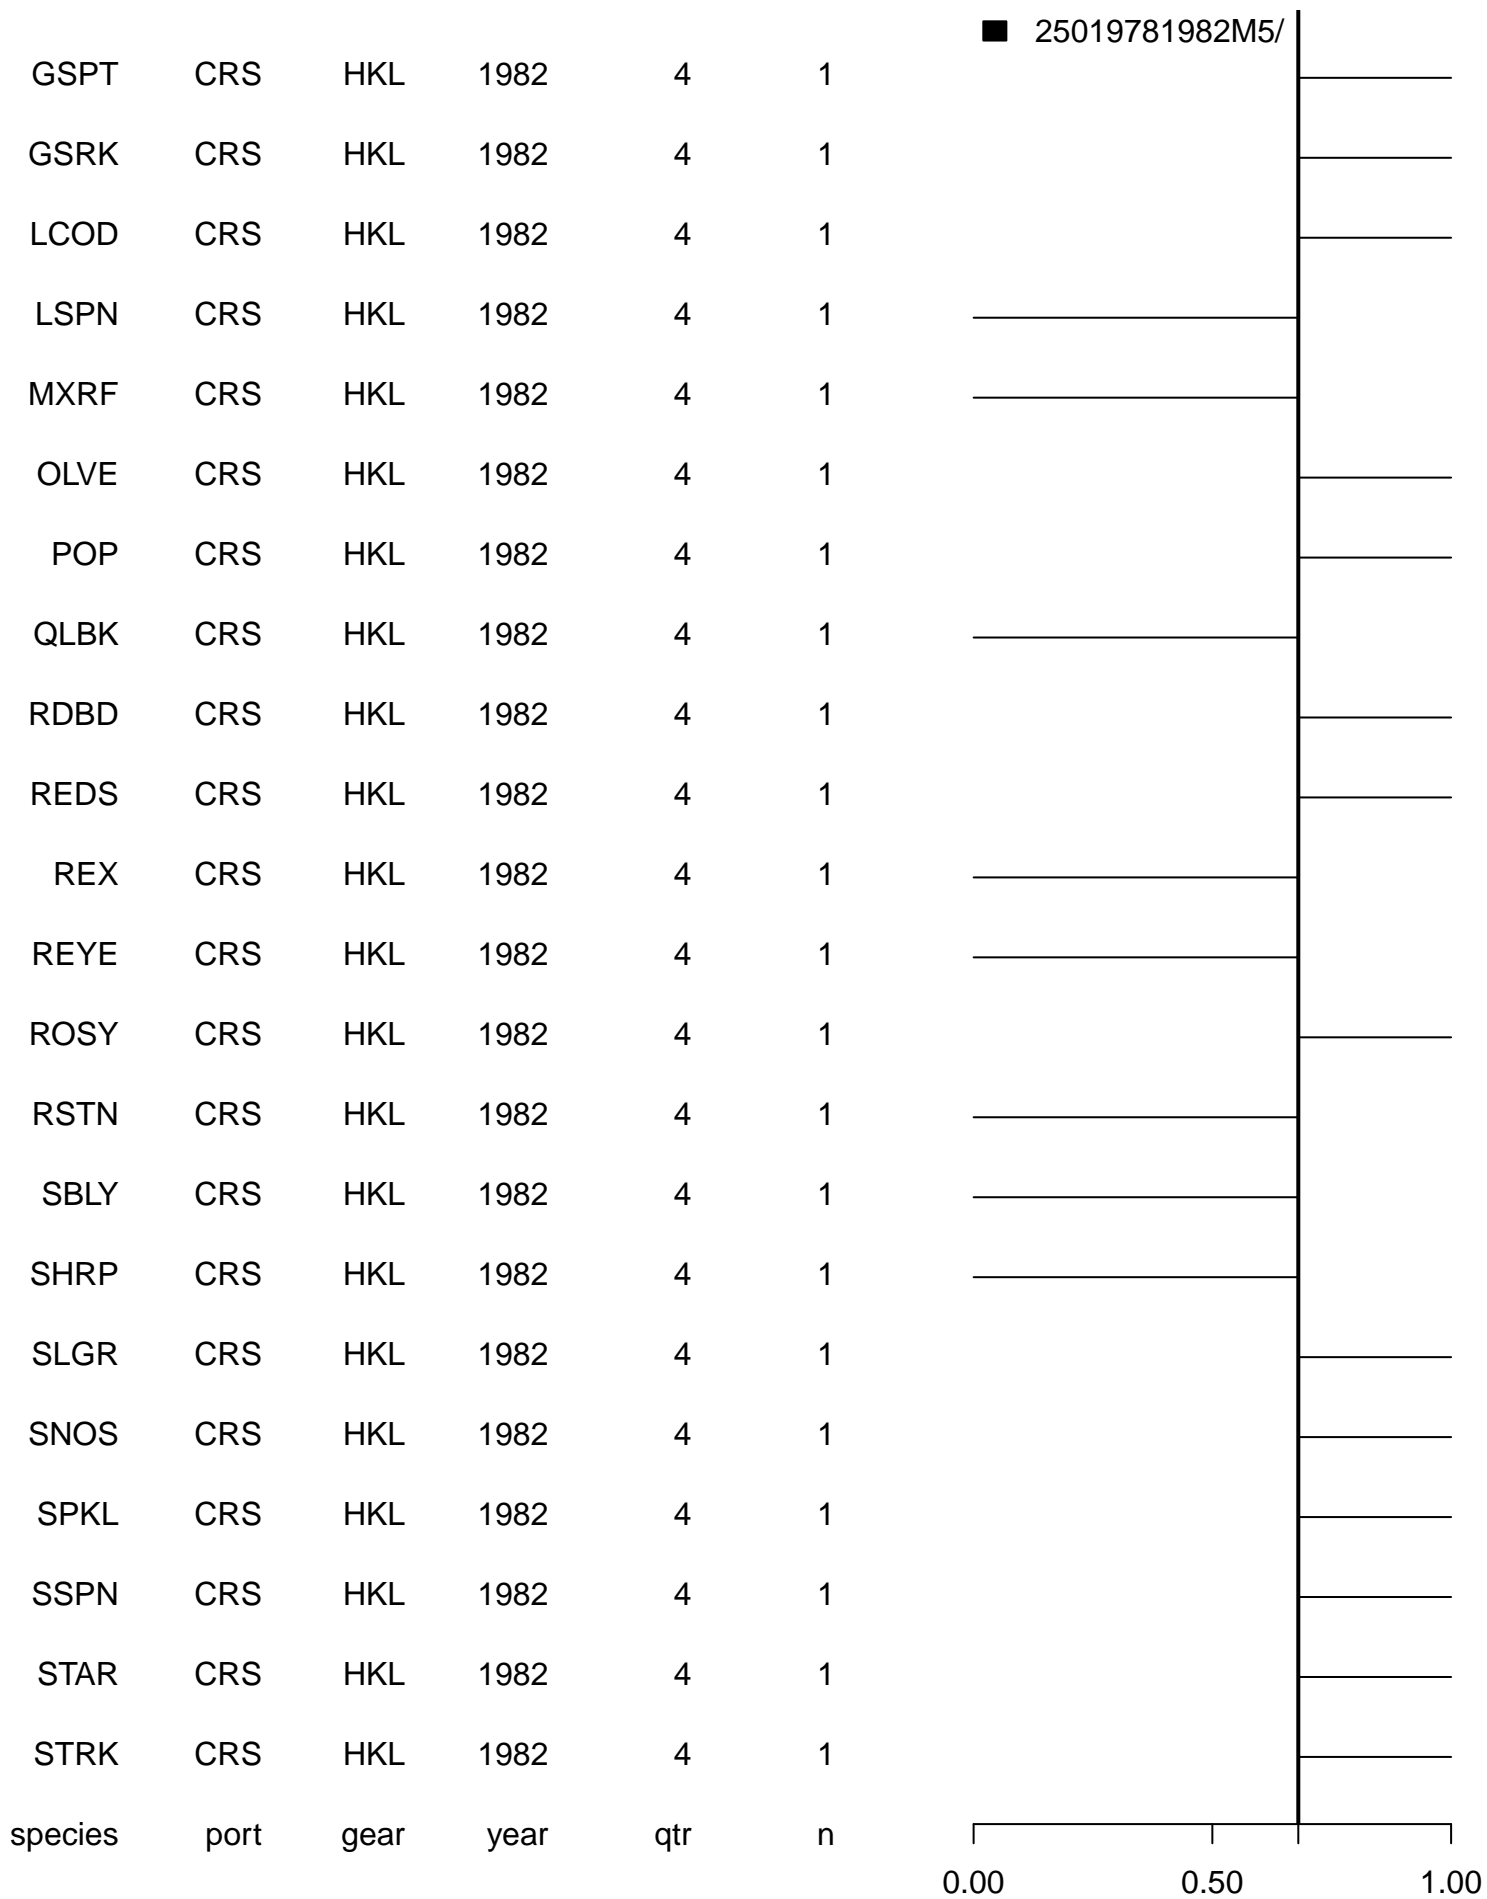 25019781982M5/
GSPT CRS HKL 1982 4 1
GSRK CRS HKL 1982 4 1
LCOD CRS HKL 1982 4 1
LSPN CRS HKL 1982 4 1
MXRF CRS HKL 1982 4 1
OLVE CRS HKL 1982 4 1
POP CRS HKL 1982 4 1
QLBK CRS HKL 1982 4 1
RDBD CRS HKL 1982 4 1
REDS CRS HKL 1982 4 1
REX CRS HKL 1982 4 1
REYE CRS HKL 1982 4 1
ROSY CRS HKL 1982 4 1
RSTN CRS HKL 1982 4 1
SBLY CRS HKL 1982 4 1
SHRP CRS HKL 1982 4 1
SLGR CRS HKL 1982 4 1
SNOS CRS HKL 1982 4 1
SPKL CRS HKL 1982 4 1
SSPN CRS HKL 1982 4 1
STAR CRS HKL 1982 4 1
STRK CRS HKL 1982 4 1
species port gear year qtr n
0.00 0.50 1.00